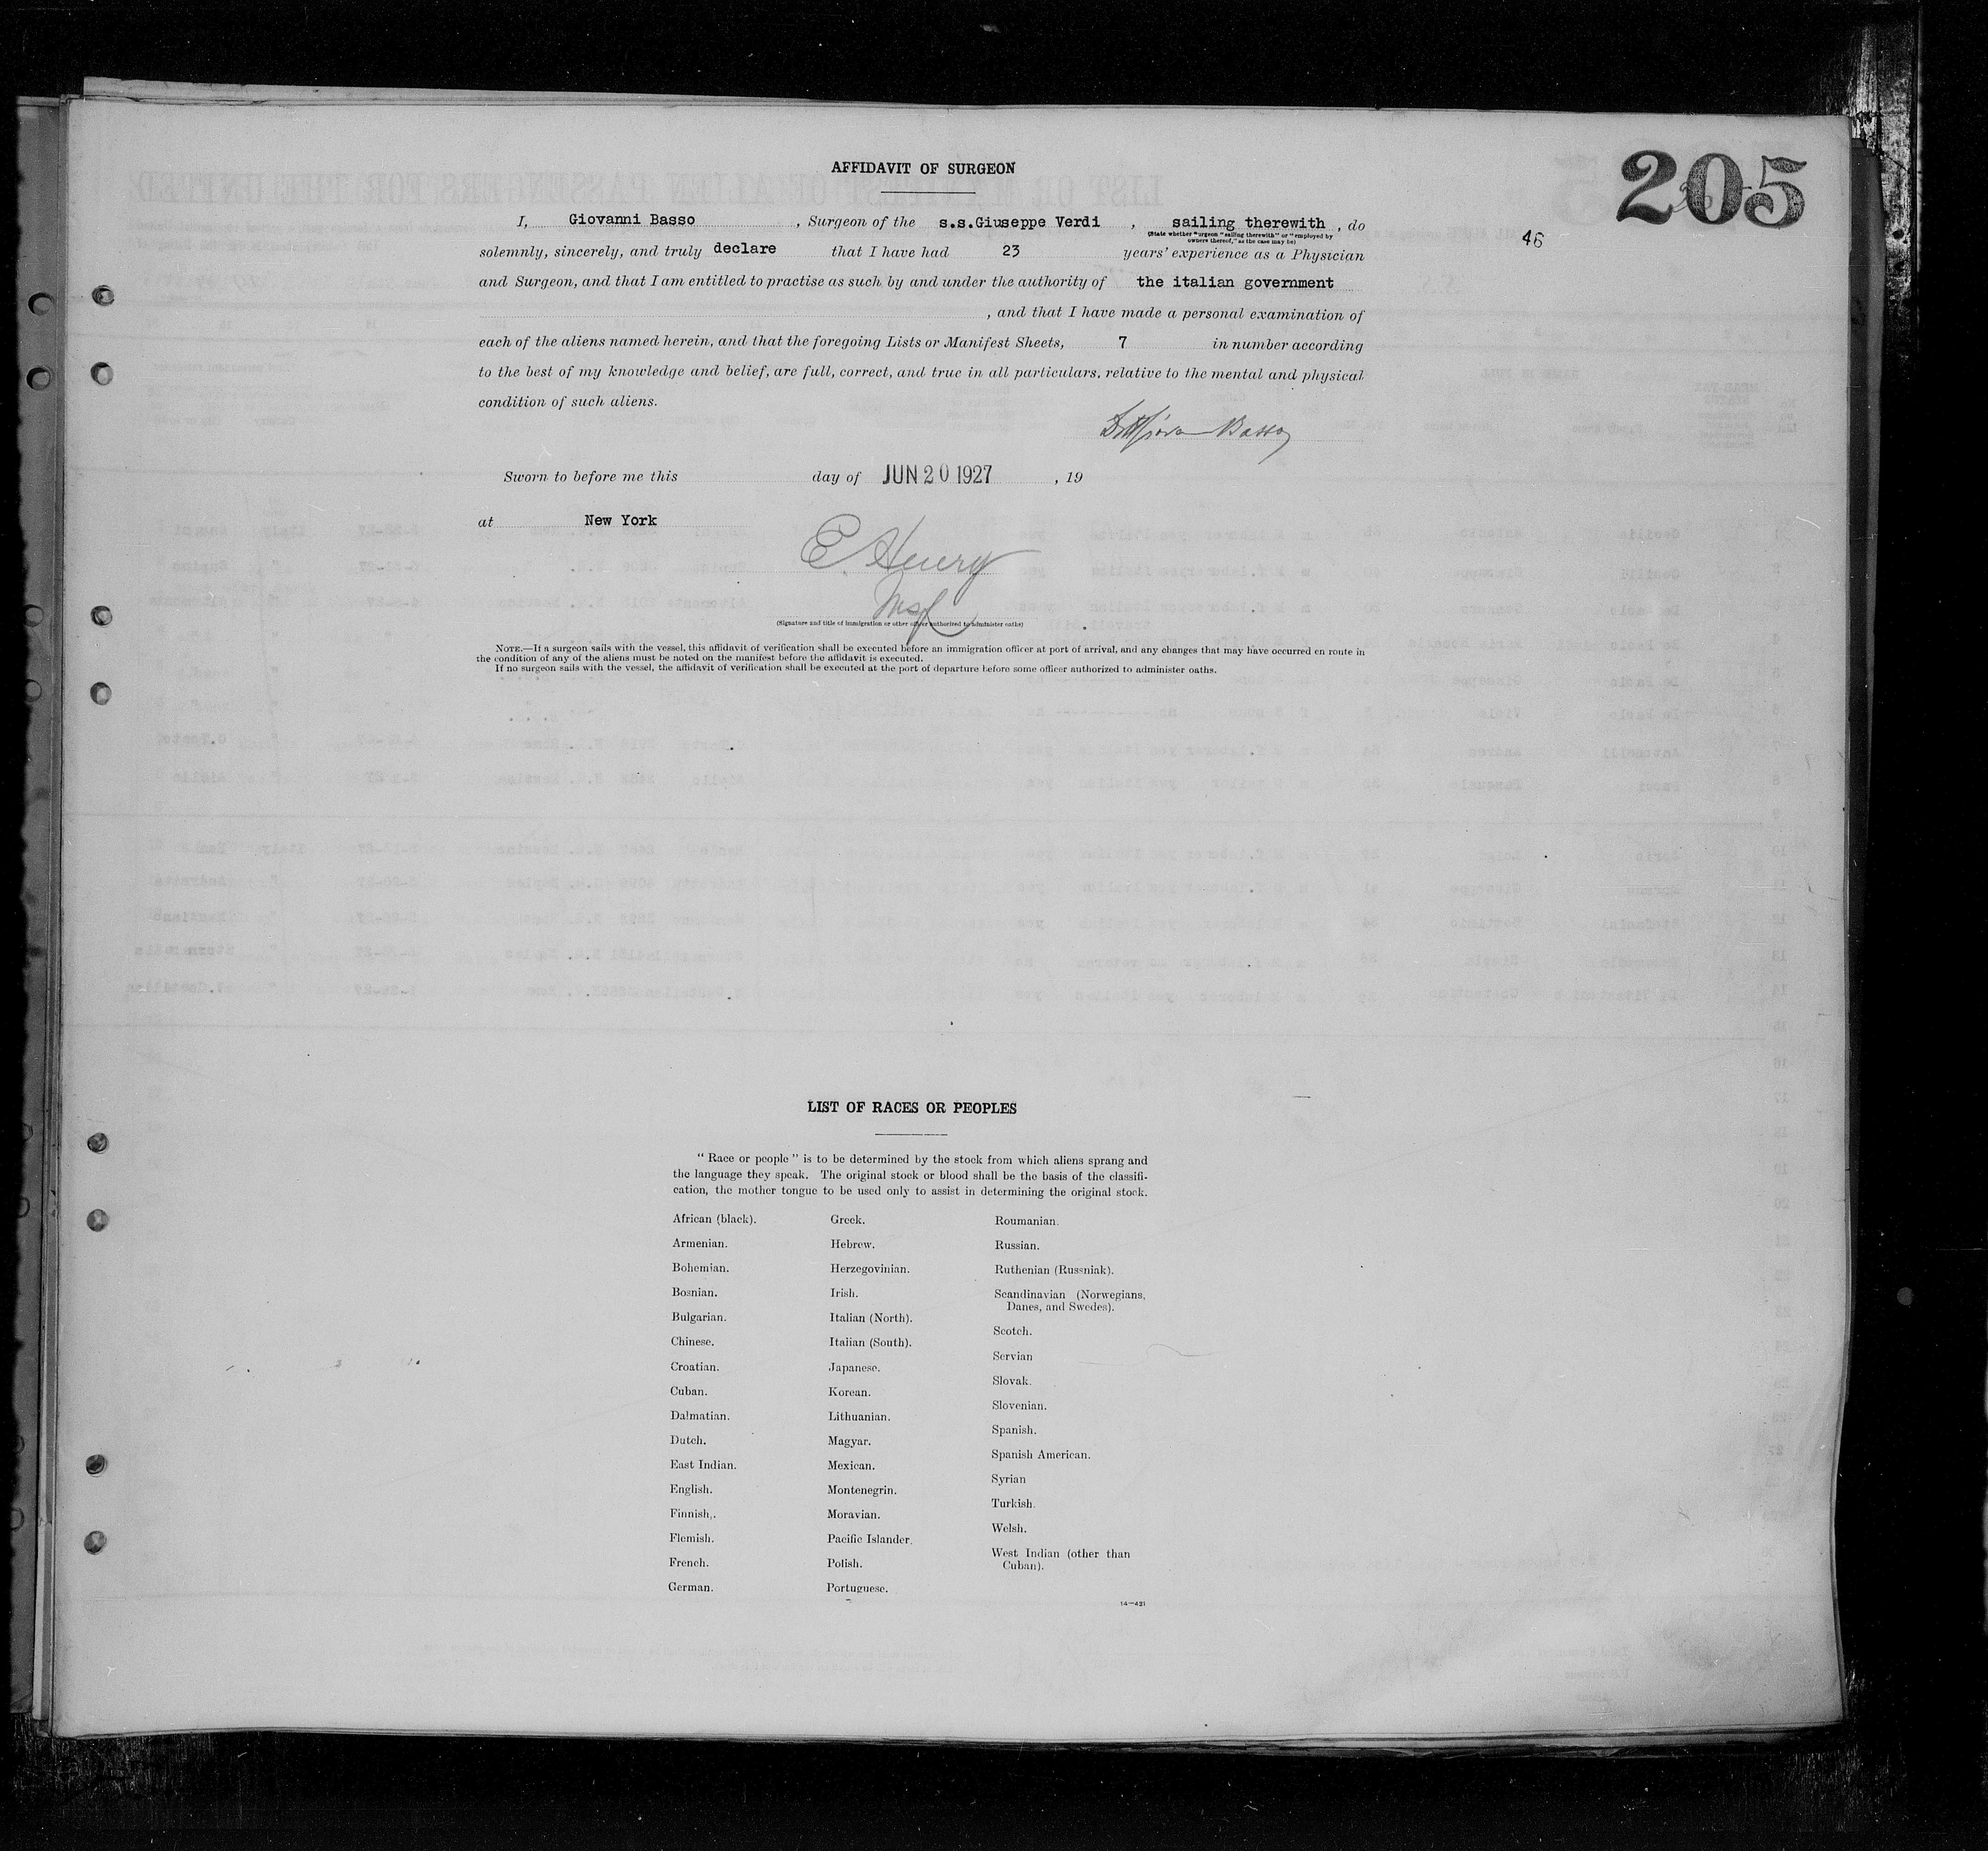 AFFIDAVIT OF SURGEON
205
46
I, Giovanni Basso , Surgeon of the s.s.Giuseppe Verdi , sailing therewith , do
(State whether "urgeon "sailing therewith" or "employed by
owners thereof," as the case may be)
solemnly, sincerely, and truly declare that I have had 23 years' experience as a Physician
and Surgeon, and that I am entitled to practise as such by and under the authority of the italian government
, and that I have made a personal examination of
each of the aliens named herein, and that the foregoing Lists or Manifest Sheets, 7 in number according
to the best of my knowledge and belief, are full, correct, and true in all particulars, relative to the mental and physical
condition of such aliens.
Basso
Sworn to before me this day of JUN 20 1927 , 19
at New York
E. Henry
(Signature and title of immigration or other officer authorized to administer oaths)
NOTE.—If a surgeon sails with the vessel, this affidavit of verification shall be executed before an immigration officer at port of arrival, and any changes that may have occurred en route in
the condition of any of the aliens must be noted on the manifest before the affidavit is executed.
If no surgeon sails with the vessel, the affidavit of verification shall be executed at the port of departure before some officer authorized to administer oaths.
LIST OF RACES OR PEOPLES
"Race or people" is to be determined by the stock from which aliens sprang and
the language they speak. The original stock or blood shall be the basis of the classifi-
cation, the mother tongue to be used only to assist in determining the original stock.
African (black).
Armenian.
Bohemian.
Bosnian.
Bulgarian.
Chinese.
Croatian.
Cuban.
Dalmatian.
Dutch.
East Indian.
English.
Finnish.
Flemish.
French.
German.
Greek.
Hebrew.
Herzegovinian.
Irish.
Italian (North).
Italian (South).
Japanese.
Korean.
Lithuanian.
Magyar.
Mexican.
Montenegrin.
Moravian.
Pacific Islander.
Polish.
Portuguese.
Roumanian.
Russian.
Ruthenian (Russniak).
Scandinavian (Norwegians,
Danes, and Swedes).
Scotch.
Servian
Slovak.
Slovenian.
Spanish.
Spanish American.
Syrian
Turkish.
Welsh.
West Indian (other than
Cuban).
14—421